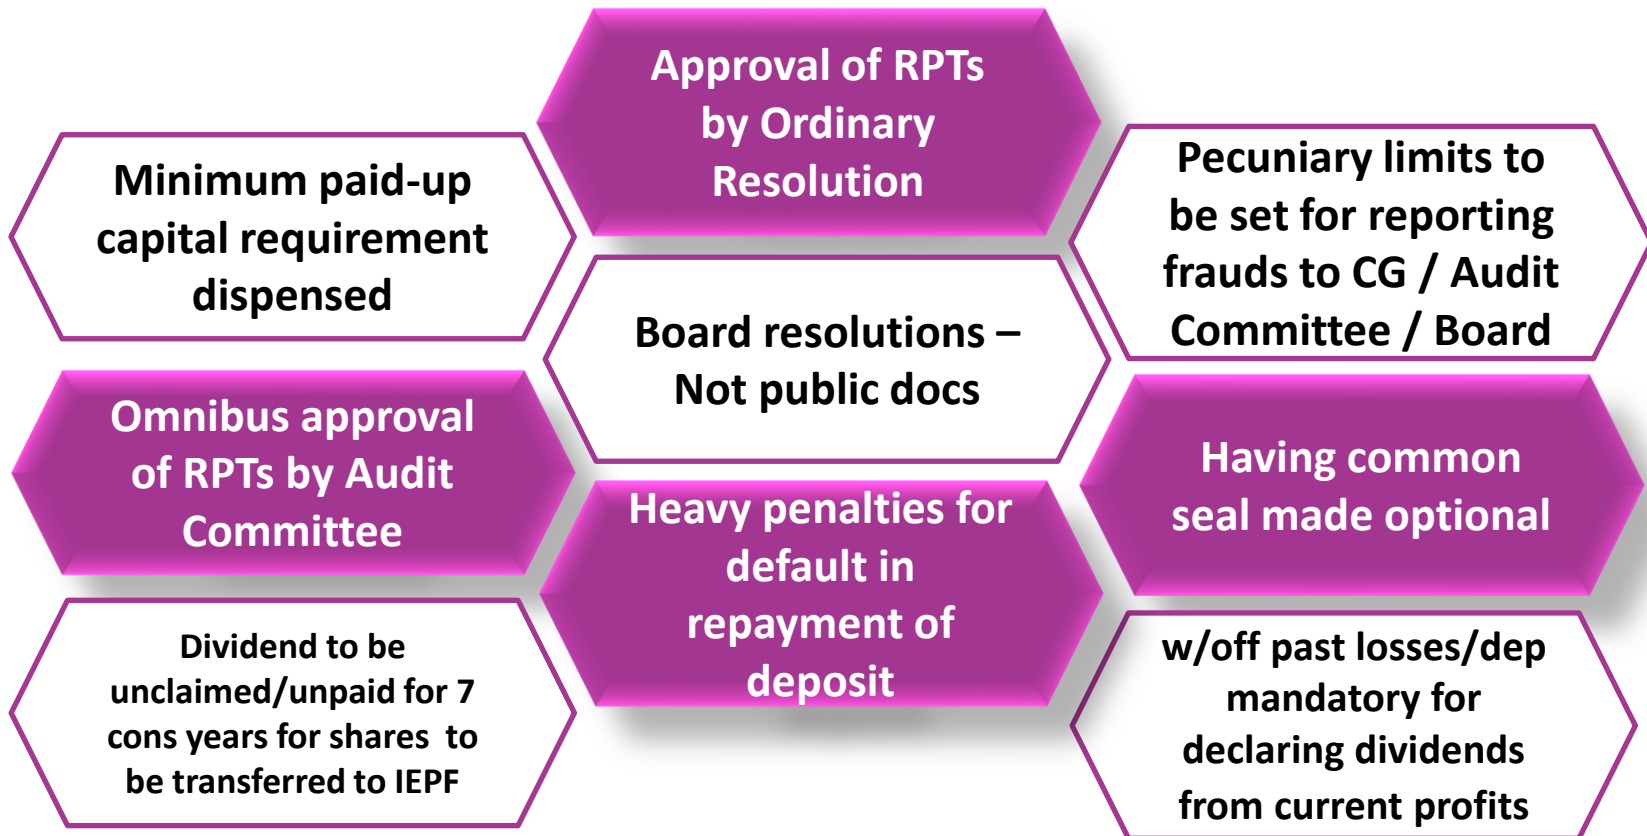 Approval of RPTs
by Ordinary
Resolution
Minimum paid-up
capital requirement
dispensed
Pecuniary limits to
be set for reporting
frauds to CG / Audit
Committee / Board
Board resolutions –
Not public docs
Omnibus approval
of RPTs by Audit
Committee
Having common
seal made optional
Heavy penalties for
default in
repayment of
deposit
Dividend to be
unclaimed/unpaid for 7
cons years for shares to
be transferred to IEPF
w/off past losses/dep
mandatory for
declaring dividends
from current profits